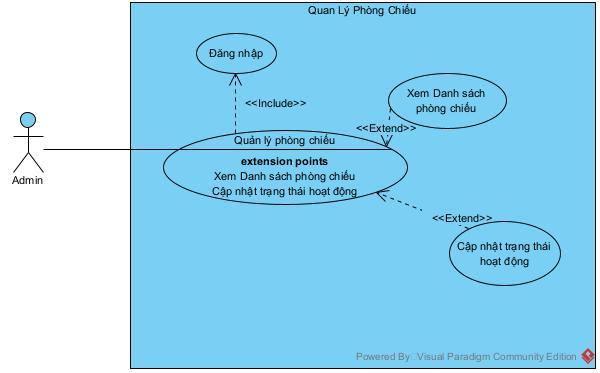 Quan Lý Phòng Chiếu
Đăng nhập
<<Include>>
Xem Danh sách
phòng chiếu
<<Extend>>
Quản lý phòng chiếu
extension points
Xem Danh sách phòng chiếu
Cập nhật trạng thái hoạt động
Admin
<<Extend>>
Cập nhật trạng thái
hoạt động
Powered By: Visual Paradigm Community Edition